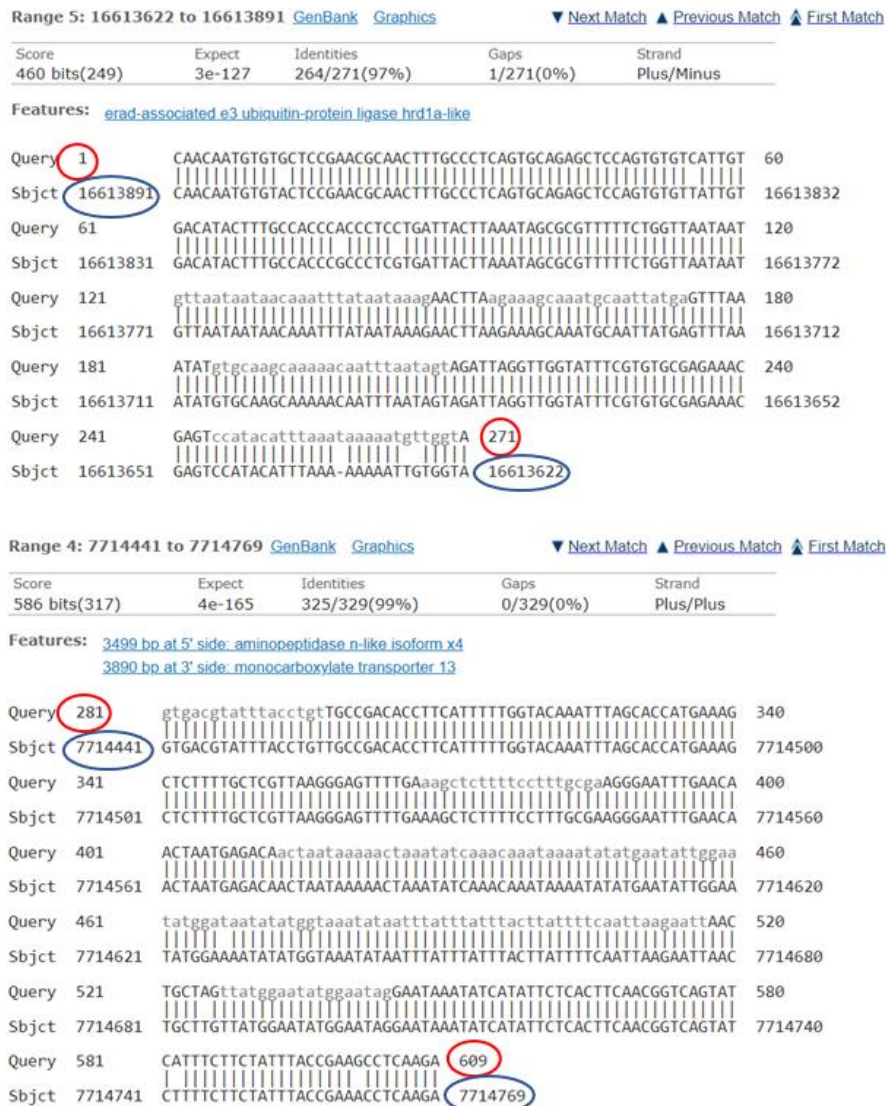 Range 5: 16613622 to 16613891 GenBank Graphics ▼ Next Match ▲ Previous Match First Match
Score Expect Identities Gaps Strand
460 bits(249) 3e-127 264/271(97%) 1/271(0%) Plus/Minus
Features: erad-associated e3 ubiquitin-protein ligase hrd1a-like
Query 1 CAACAATGTGTGCTCCGAACGCAACTTTGCCCTCAGTGCAGAGCTCCAGTGTGTCATTGT 60
Sbjct 16613891 CAACAATGTGTACTCCGAACGCAACTTTGCCCTCAGTGCAGAGCTCCAGTGTGTTATTGT 16613832
Query 61 GACATACTTTGCCACCCACCCTCCTGATTACTTAAATAGCGCGTTTTTCTGGTTAATAAT 120
Sbjct 16613831 GACATACTTTGCCACCCGCCCTCGTGATTACTTAAATAGCGCGTTTTTCTGGTTAATAAT 16613772
Query 121 gttaataataacaaatttataataaagAACTTAagaaagcaaatgcaattatgaGTTTAA 180
Sbjct 16613771 GTTAATAATAACAAATTTATAATAAAGAACTTAAGAAAGCAAATGCAATTATGAGTTTAA 16613712
Query 181 ATATgtgcaagcaaaaacaatttaatagtAGATTAGGTTGGTATTTCGTGTGCGAGAAAC 240
Sbjct 16613711 ATATGTGCAAGCAAAAACAATTTAATAGTAGATTAGGTTGGTATTTCGTGTGCGAGAAAC 16613652
Query 241 GAGTccatacatttaaataaaaatgttggtA 271
Sbjct 16613651 GAGTCCATACATTTAAA-AAAAATTGTGGTA 16613622
Range 4: 7714441 to 7714769 GenBank Graphics ▼ Next Match ▲ Previous Match First Match
Score Expect Identities Gaps Strand
586 bits(317) 4e-165 325/329(99%) 0/329(0%) Plus/Plus
Features: 3499 bp at 5' side: aminopeptidase n-like isoform x4
3890 bp at 3' side: monocarboxylate transporter 13
Query 281 gtgacgtatttacctgtTGCCGACACCTTCATTTTTGGTACAAATTTAGCACCATGAAAG 340
Sbjct 7714441 GTGACGTATTTACCTGTTGCCGACACCTTCATTTTTGGTACAAATTTAGCACCATGAAAG 7714500
Query 341 CTCTTTTGCTCGTTAAGGGAGTTTTGAaagctcttttcctttgcgaAGGGAATTTGAACA 400
Sbjct 7714501 CTCTTTTGCTCGTTAAGGGAGTTTTGAAAGCTCTTTTCCTTTGCGAAGGGAATTTGAACA 7714560
Query 401 ACTAATGAGACAactaataaaaactaaatatcaaacaaataaaatatatgaatattggaa 460
Sbjct 7714561 ACTAATGAGACAACTAATAAAAACTAAATATCAAACAAATAAAATATATGAATATTGGAA 7714620
Query 461 tatggataatatatggtaaatataatttatttatttacttattttcaattaagaattAAC 520
Sbjct 7714621 TATGGAAAATATATGGTAAATATAATTTATTTATTTACTTATTTTCAATTAAGAATTAAC 7714680
Query 521 TGCTAGttatggaatatggaatagGAATAAATATCATATTCTCACTTCAACGGTCAGTAT 580
Sbjct 7714681 TGCTTGTTATGGAATATGGAATAGGAATAAATATCATATTCTCACTTCAACGGTCAGTAT 7714740
Query 581 CATTTCTTCTATTTACCGAAGCCTCAAGA 609
Sbjct 7714741 CTTTTCTTCTATTTACCGAAACCTCAAGA 7714769